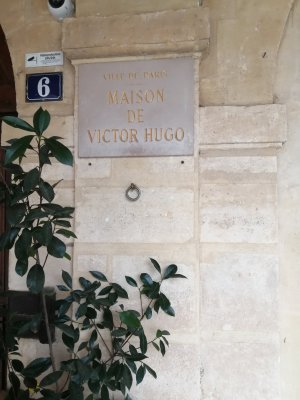 6
VILLE DE PARIS
MAISON
DE
VICTOR HUGO